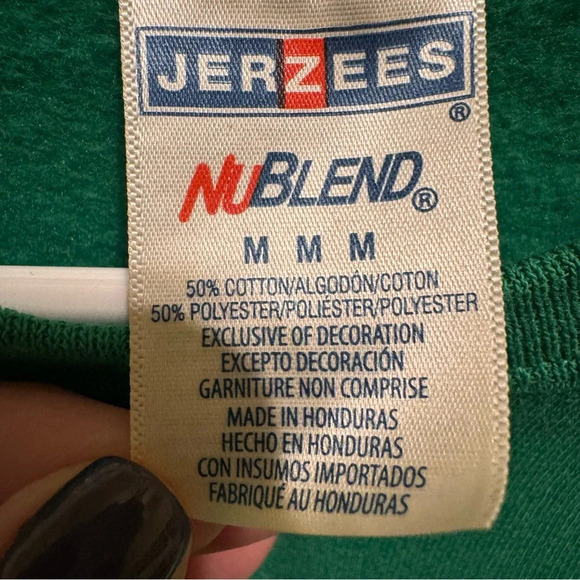 JERZEES®
NUBLEND®
M M M
50% COTTON/ALGODÓN/COTON
50% POLYESTER/POLIÉSTER/POLYESTER
EXCLUSIVE OF DECORATION
EXCEPTO DECORACIÓN
GARNITURE NON COMPRISE
MADE IN HONDURAS
HECHO EN HONDURAS
CON INSUMOS IMPORTADOS
FABRIQUÉ AU HONDURAS